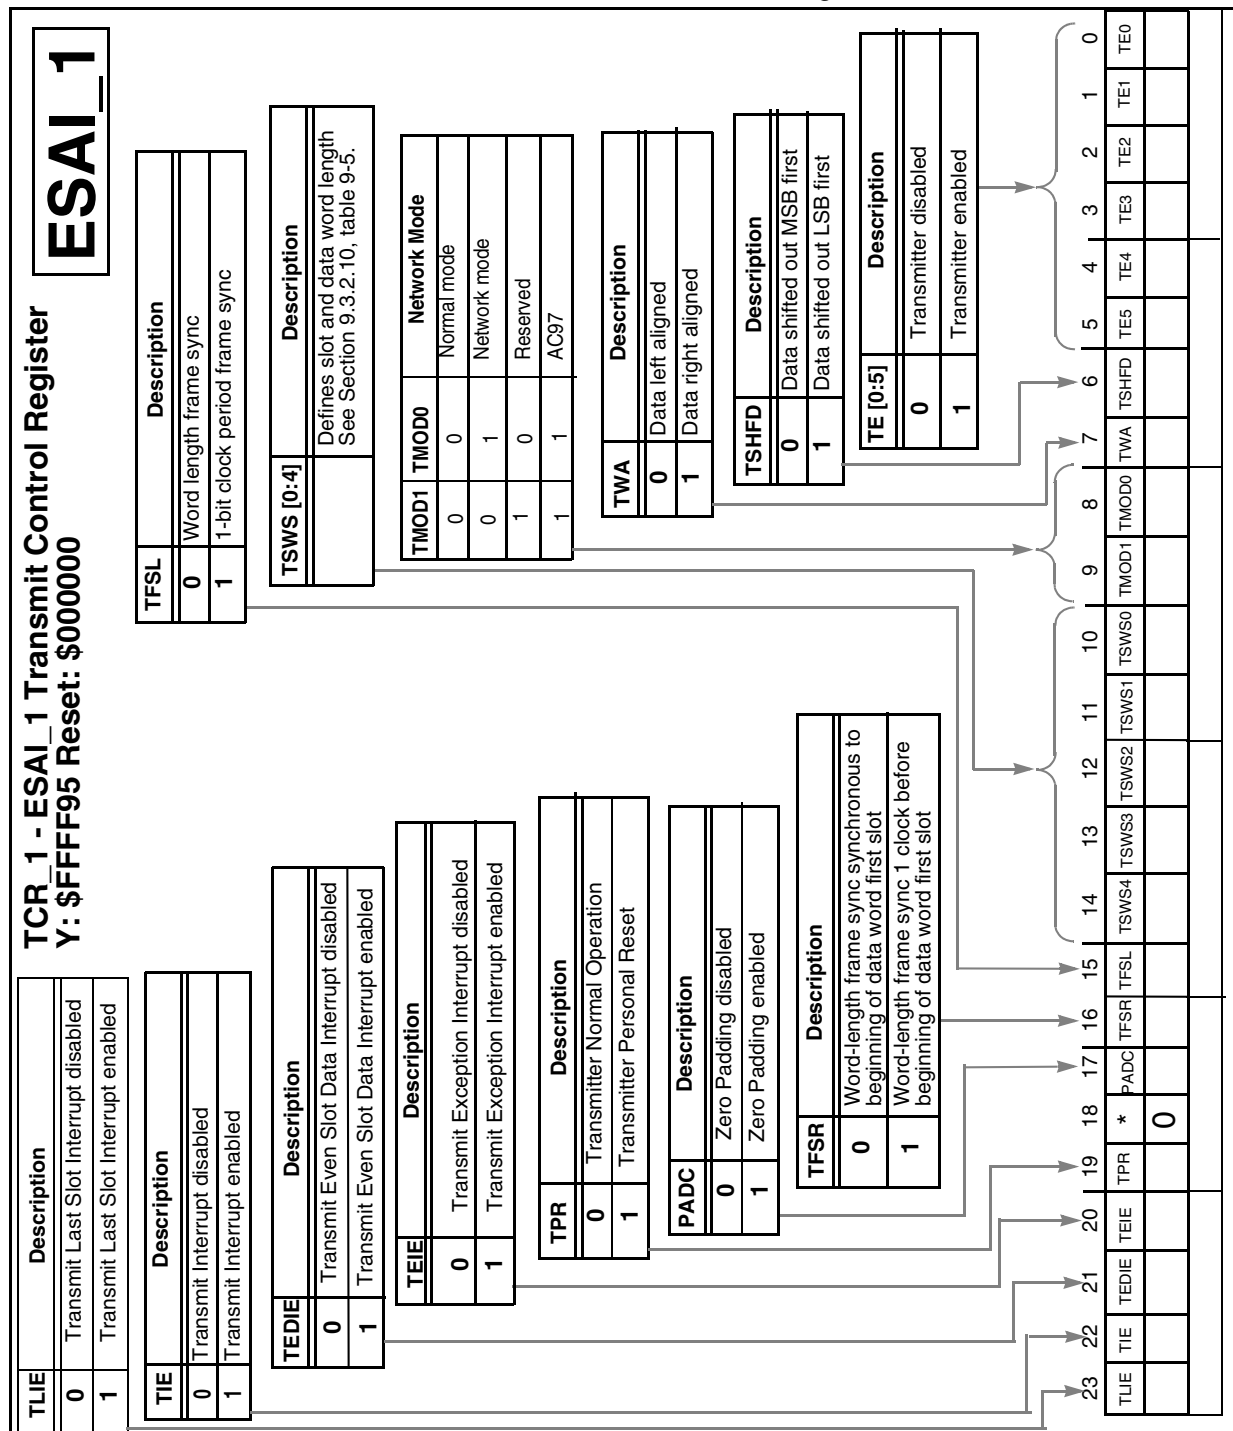 TCR_1 - ESAI_1 Transmit Control Register
Y: $FFFF95 Reset: $000000
ESAI_1
TLIE Description
0 Transmit Last Slot Interrupt disabled
1 Transmit Last Slot Interrupt enabled
TIE Description
0 Transmit Interrupt disabled
1 Transmit Interrupt enabled
TEDIE Description
0 Transmit Even Slot Data Interrupt disabled
1 Transmit Even Slot Data Interrupt enabled
TEIE Description
0 Transmit Exception Interrupt disabled
1 Transmit Exception Interrupt enabled
TPR Description
0 Transmitter Normal Operation
1 Transmitter Personal Reset
PADC Description
0 Zero Padding disabled
1 Zero Padding enabled
TFSR Description
0 Word-length frame sync synchronous to
beginning of data word first slot
1 Word-length frame sync 1 clock before
beginning of data word first slot
TFSL Description
0 Word length frame sync
1 1-bit clock period frame sync
TSWS [0:4] Description
Defines slot and data word length
See Section 9.3.2.10, table 9-5.
TMOD1 TMOD0 Network Mode
0 0 Normal mode
0 1 Network mode
1 0 Reserved
1 1 AC97
TWA Description
0 Data left aligned
1 Data right aligned
TSHFD Description
0 Data shifted out MSB first
1 Data shifted out LSB first
TE [0:5] Description
0 Transmitter disabled
1 Transmitter enabled
23 22 21 20 19 18 17 16 15 14 13 12 11 10 9 8 7 6 5 4 3 2 1 0
TLIE TIE TEDIE TEIE TPR * PADC TFSR TFSL TSWS4 TSWS3 TSWS2 TSWS1 TSWS0 TMOD1 TMOD0 TWA TSHFD TE5 TE4 TE3 TE2 TE1 TE0
0